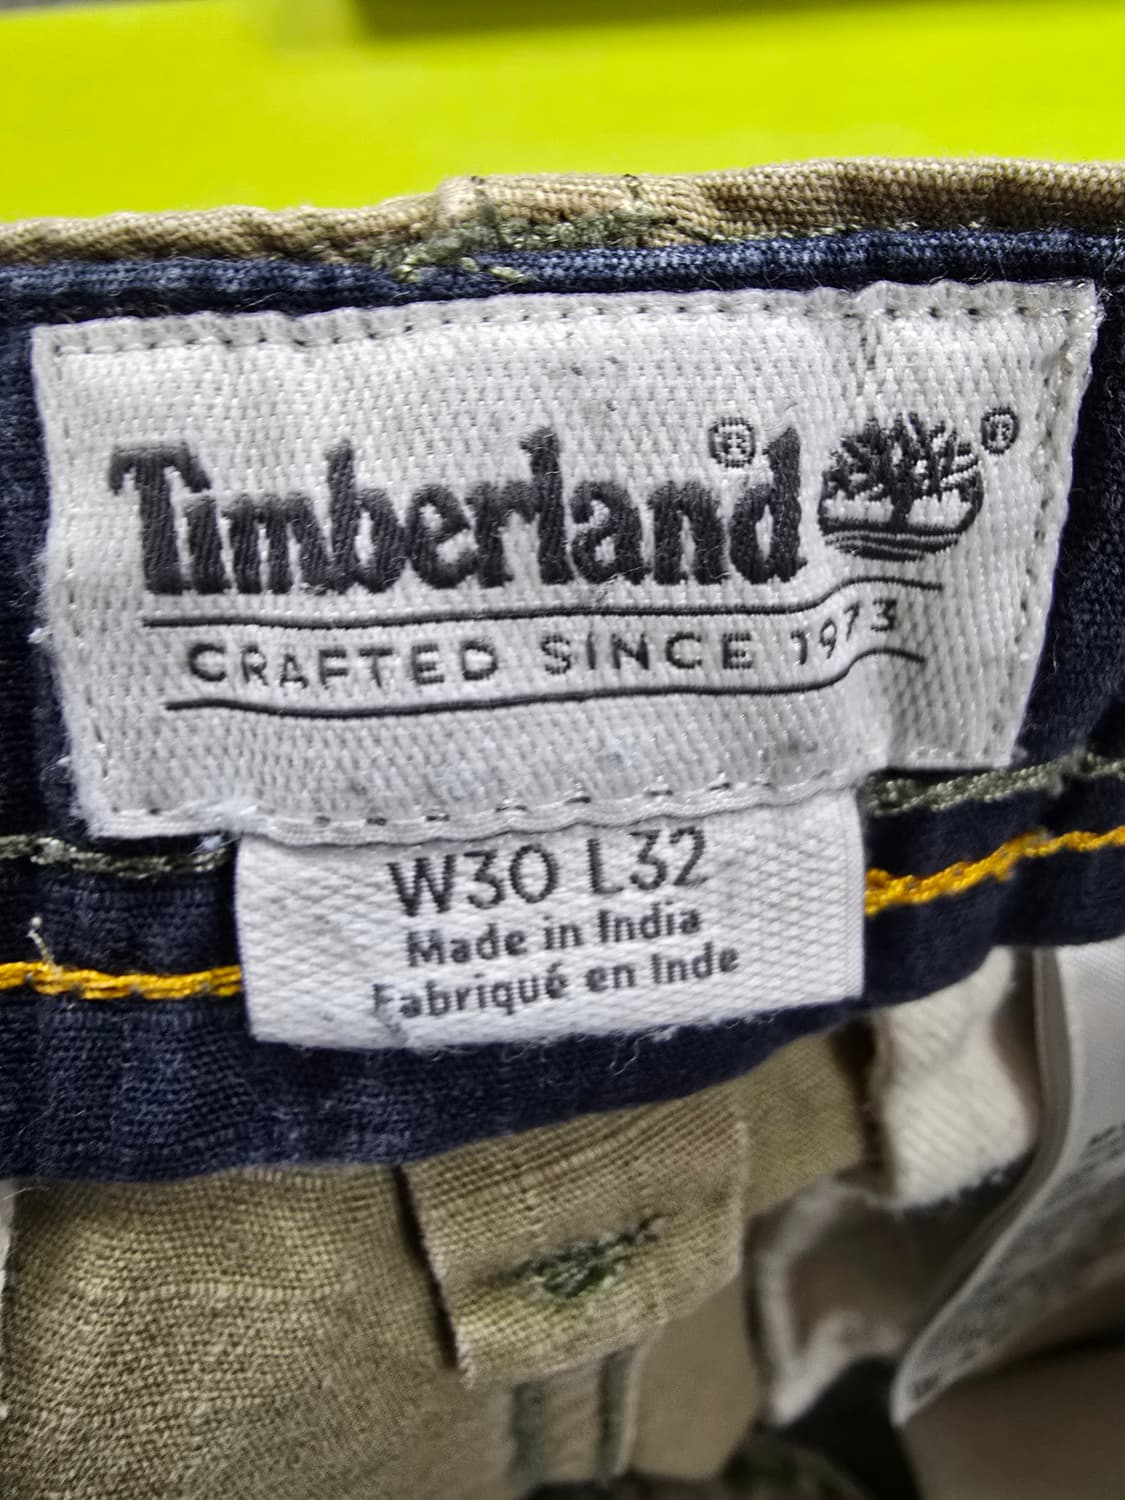 Timberland®®
CRAFTED SINCE 1973
W30 L32
Made in India
Fabriqué en Inde